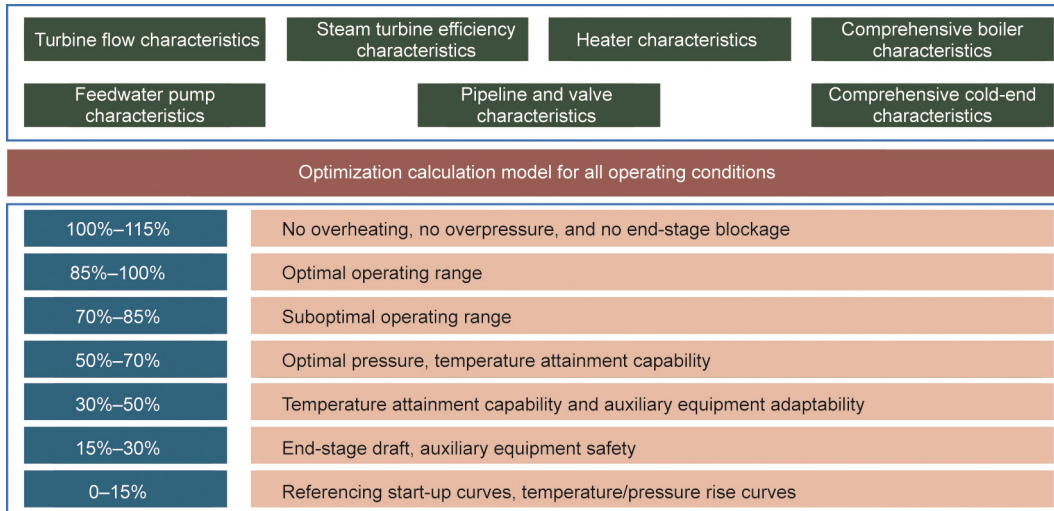 Turbine flow characteristics
Steam turbine efficiency
characteristics
Heater characteristics
Comprehensive boiler
characteristics
Feedwater pump
characteristics
Pipeline and valve
characteristics
Comprehensive cold-end
characteristics
Optimization calculation model for all operating conditions
100%–115%
No overheating, no overpressure, and no end-stage blockage
85%–100%
Optimal operating range
70%–85%
Suboptimal operating range
50%–70%
Optimal pressure, temperature attainment capability
30%–50%
Temperature attainment capability and auxiliary equipment adaptability
15%–30%
End-stage draft, auxiliary equipment safety
0–15%
Referencing start-up curves, temperature/pressure rise curves